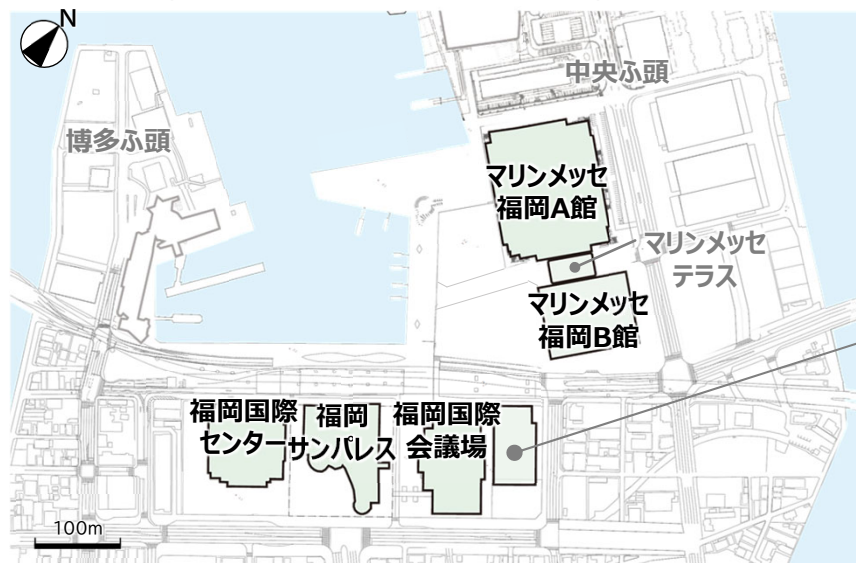 N
中央ふ頭
博多ふ頭
マリンメッセ
福岡A館
マリンメッセ
テラス
マリンメッセ
福岡B館
福岡国際
センター
福岡
サンパレス
福岡国際
会議場
100m